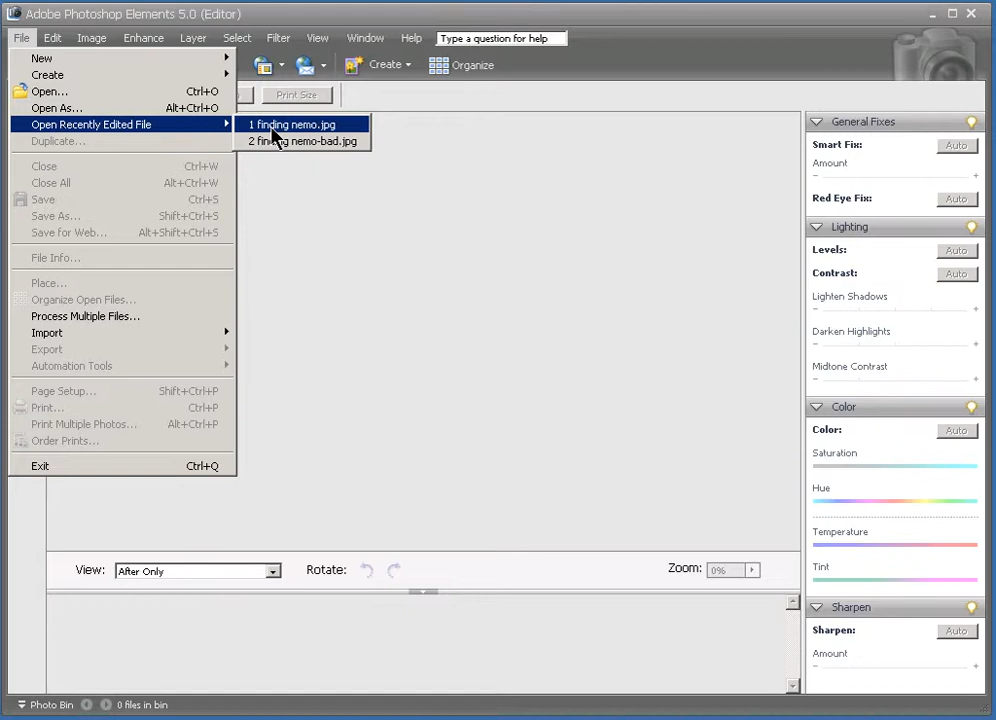 Adobe Photoshop Elements 5.0 (Editor)
File Edit Image Enhance Layer Select Filter View Window Help Type a question for help
Create Organize
Print Size
New
Create
Open... Ctrl+O
Open As... Alt+Ctrl+O
Open Recently Edited File
1 finding nemo.jpg
2 finding nemo-bad.jpg
Duplicate...
Close Ctrl+W
Close All Alt+Ctrl+W
Save Ctrl+S
Save As... Shift+Ctrl+S
Save for Web... Alt+Shift+Ctrl+S
File Info...
Place...
Organize Open Files...
Process Multiple Files...
Import
Export
Automation Tools
Page Setup... Shift+Ctrl+P
Print... Ctrl+P
Print Multiple Photos... Alt+Ctrl+P
Order Prints...
Exit Ctrl+Q
General Fixes
Smart Fix: Auto
Amount
Red Eye Fix: Auto
Lighting
Levels: Auto
Contrast: Auto
Lighten Shadows
Darken Highlights
Midtone Contrast
Color
Color: Auto
Saturation
Hue
Temperature
Tint
Sharpen
Sharpen: Auto
Amount
View: After Only Rotate: Zoom: 0%
Photo Bin 0 files in bin